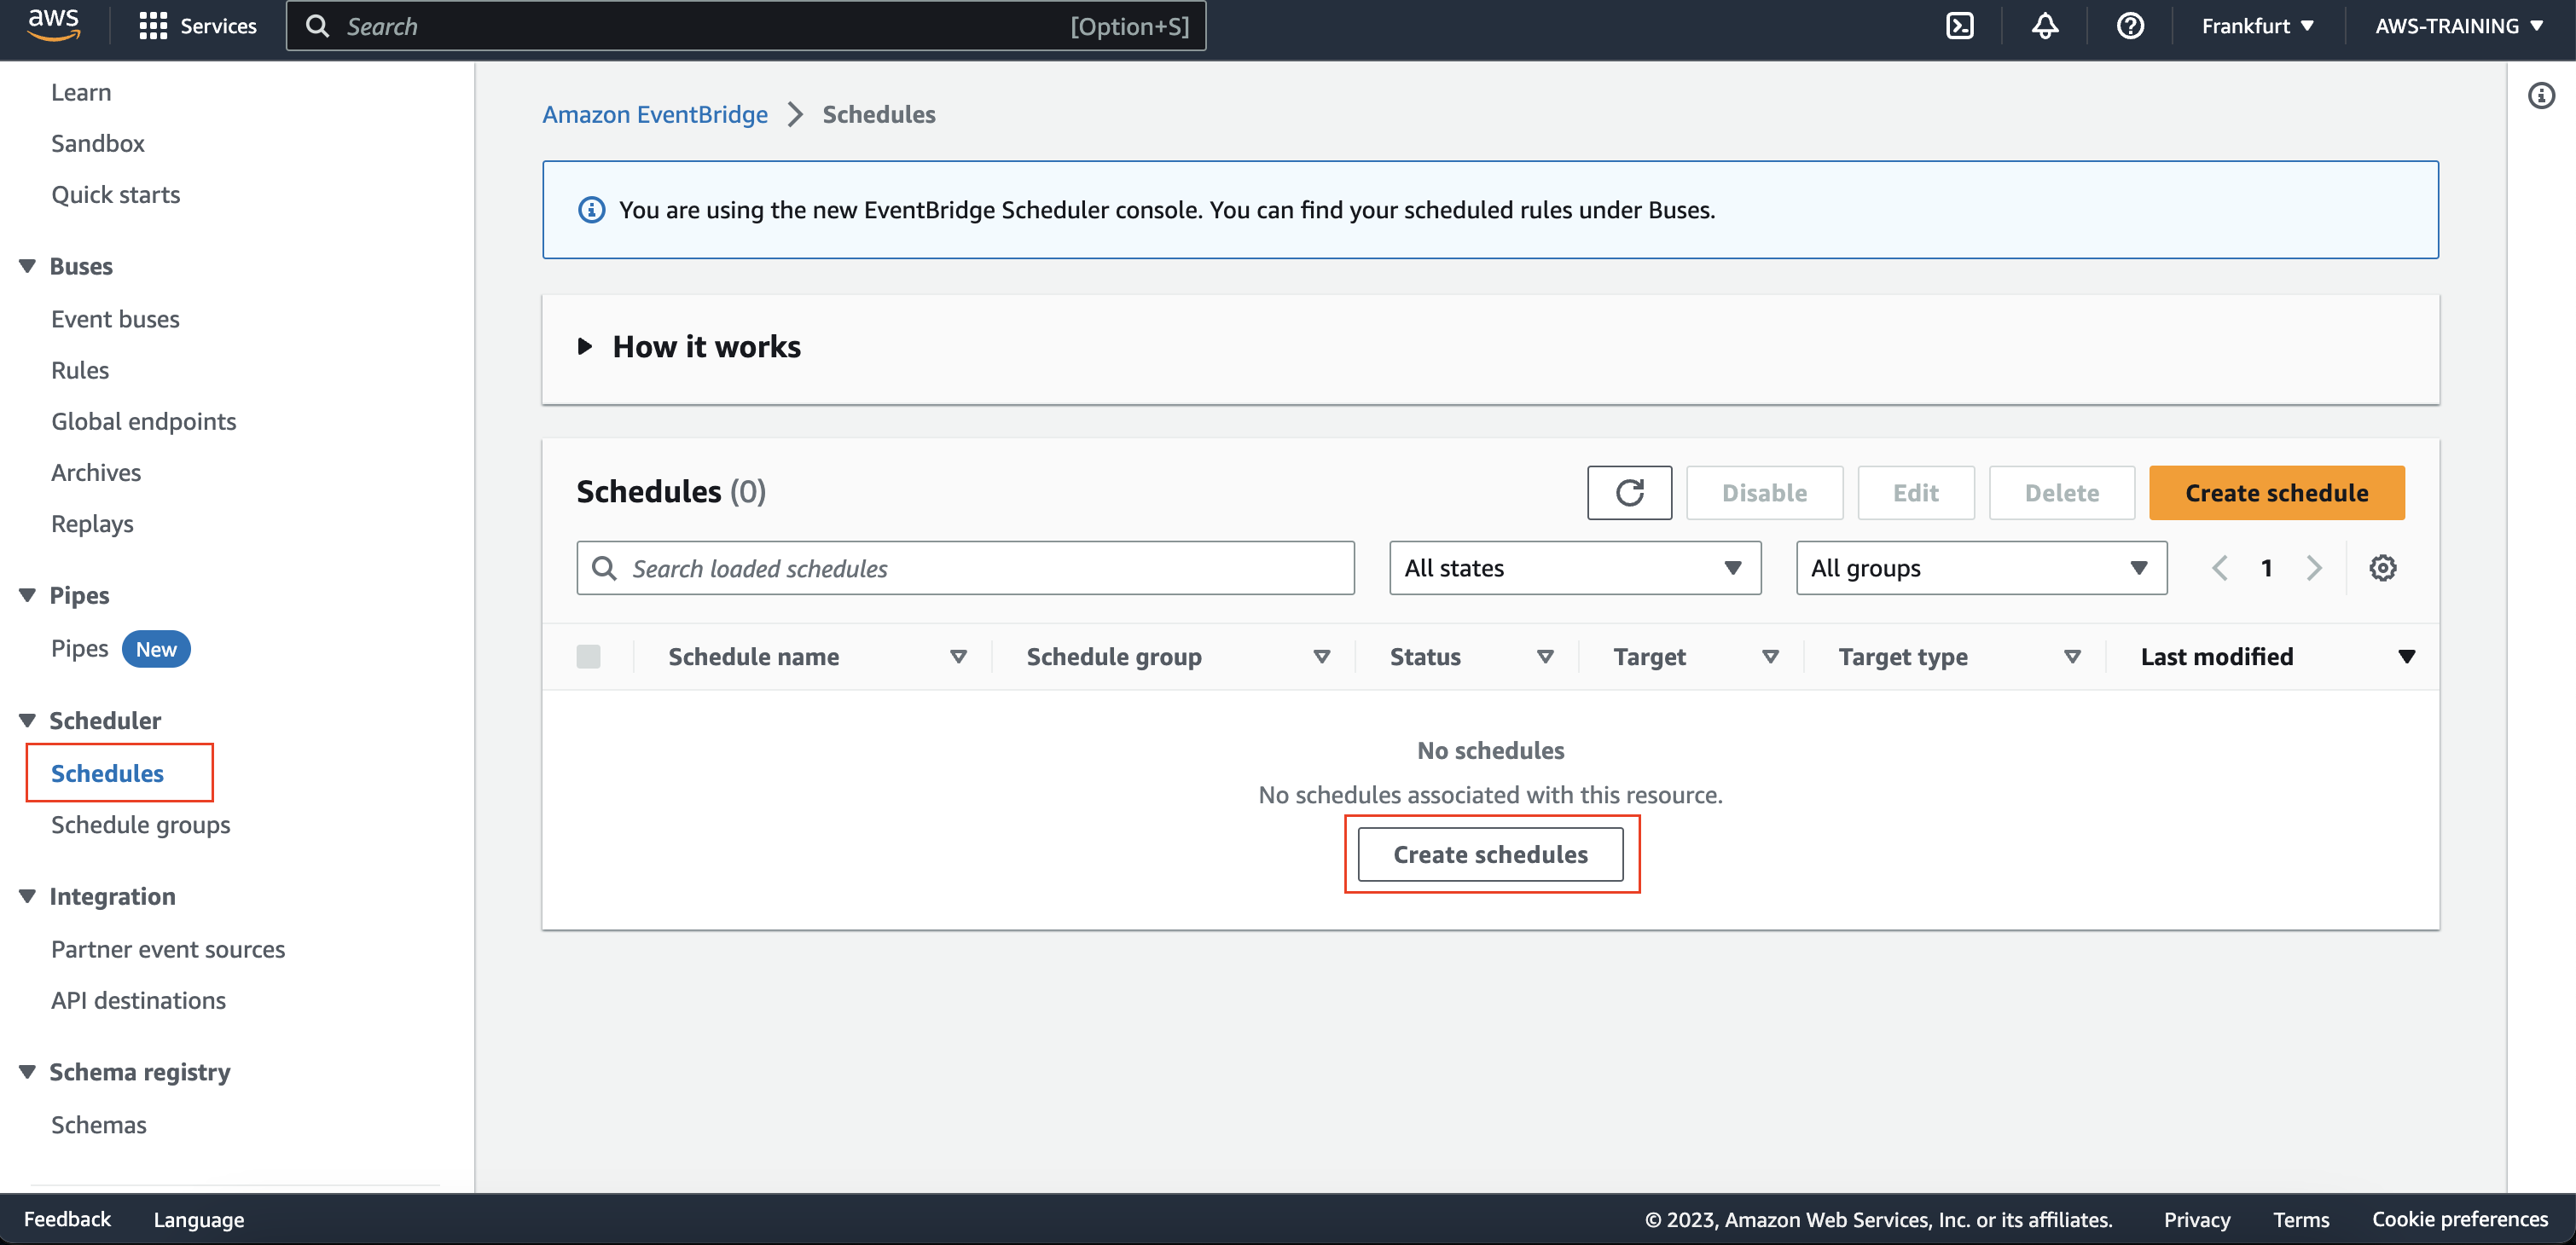 aws
Services
Search
[Option+S]
Frankfurt
AWS-TRAINING
Learn
Sandbox
Quick starts
Buses
Event buses
Rules
Global endpoints
Archives
Replays
Pipes
Pipes New
Scheduler
Schedules
Schedule groups
Integration
Partner event sources
API destinations
Schema registry
Schemas
Amazon EventBridge > Schedules
You are using the new EventBridge Scheduler console. You can find your scheduled rules under Buses.
How it works
Schedules (0)
Disable
Edit
Delete
Create schedule
Search loaded schedules
All states
All groups
1
Schedule name
Schedule group
Status
Target
Target type
Last modified
No schedules
No schedules associated with this resource.
Create schedules
Feedback
Language
© 2023, Amazon Web Services, Inc. or its affiliates.
Privacy
Terms
Cookie preferences